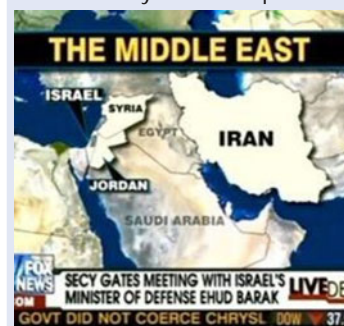 THE MIDDLE EAST
ISRAEL
SYRIA
EGYPT
IRAN
JORDAN
SAUDI ARABIA
FOX
NEWS
SECY GATES MEETING WITH ISRAEL'S
MINISTER OF DEFENSE EHUD BARAK
LIVE
GOVT DID NOT COERCE CHRYSL DOW ▼ 37.